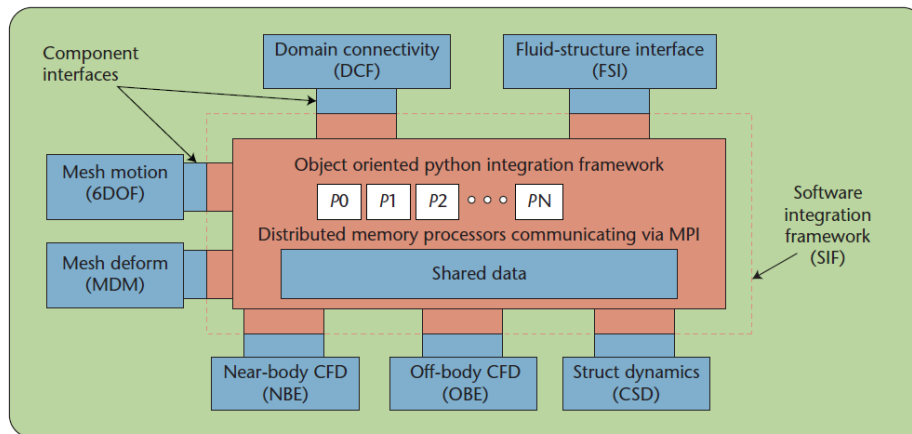 Component
interfaces
Domain connectivity
(DCF)
Fluid-structure interface
(FSI)
Mesh motion
(6DOF)
Mesh deform
(MDM)
Object oriented python integration framework
P0 P1 P2 PN
Distributed memory processors communicating via MPI
Shared data
Software
integration
framework
(SIF)
Near-body CFD
(NBE)
Off-body CFD
(OBE)
Struct dynamics
(CSD)